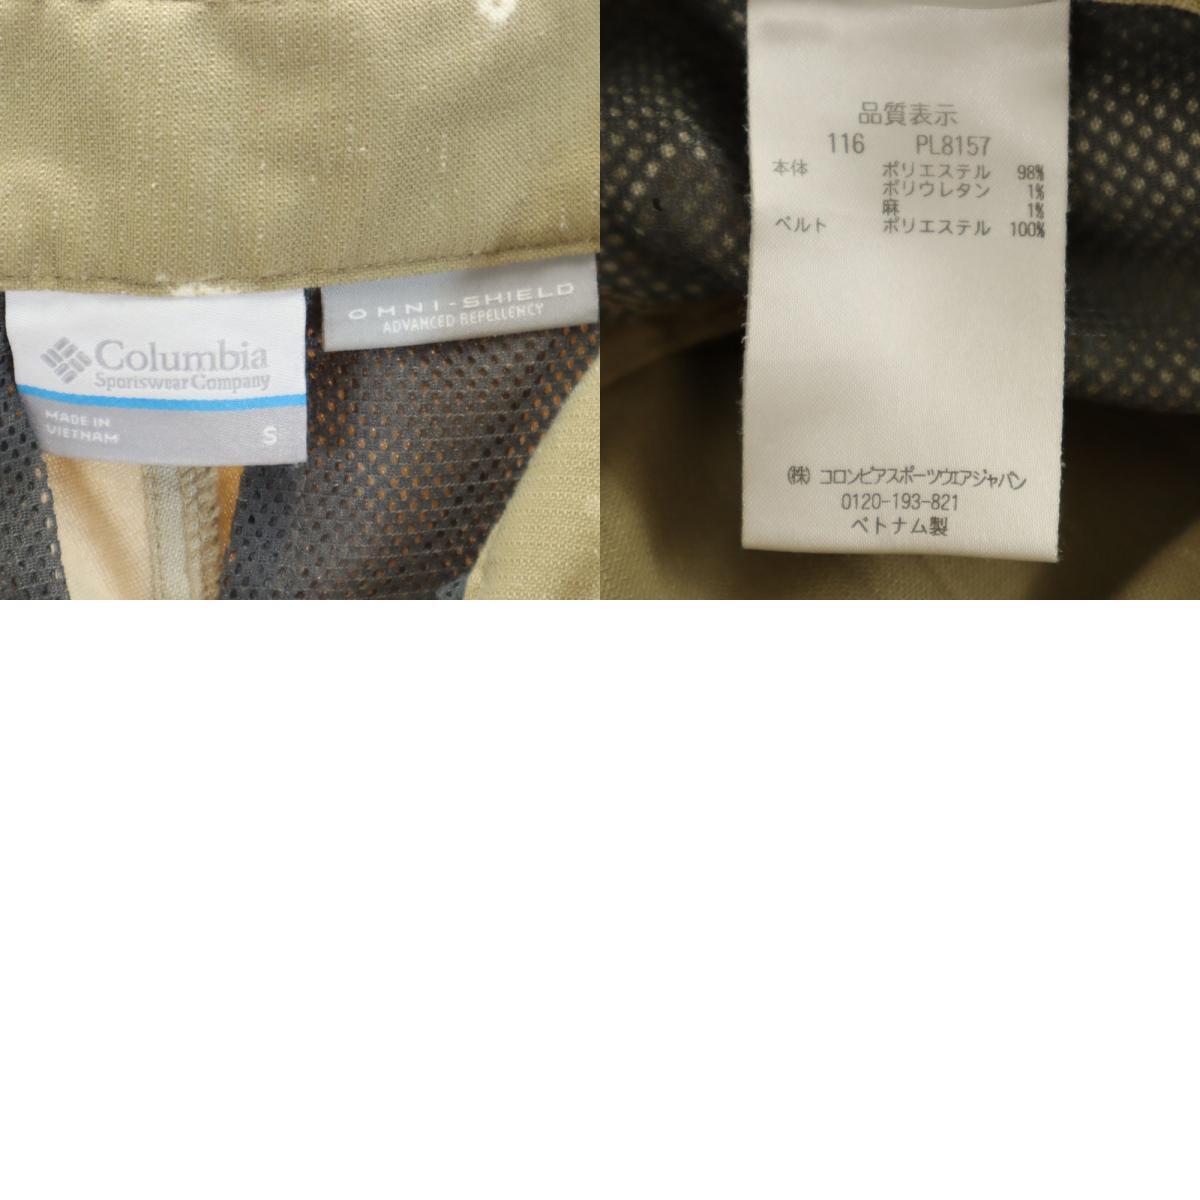 Columbia
Sportswear Company
MADE IN
VIETNAM
S
OMNI-SHIELD
ADVANCED REPELLENCY
品質表示
116 PL8157
本体 ポリエステル 98%
ポリウレタン 1%
麻 1%
ベルト ポリエステル 100%
(株) コロンビアスポーツウエアジャパン
0120-193-821
ベトナム製